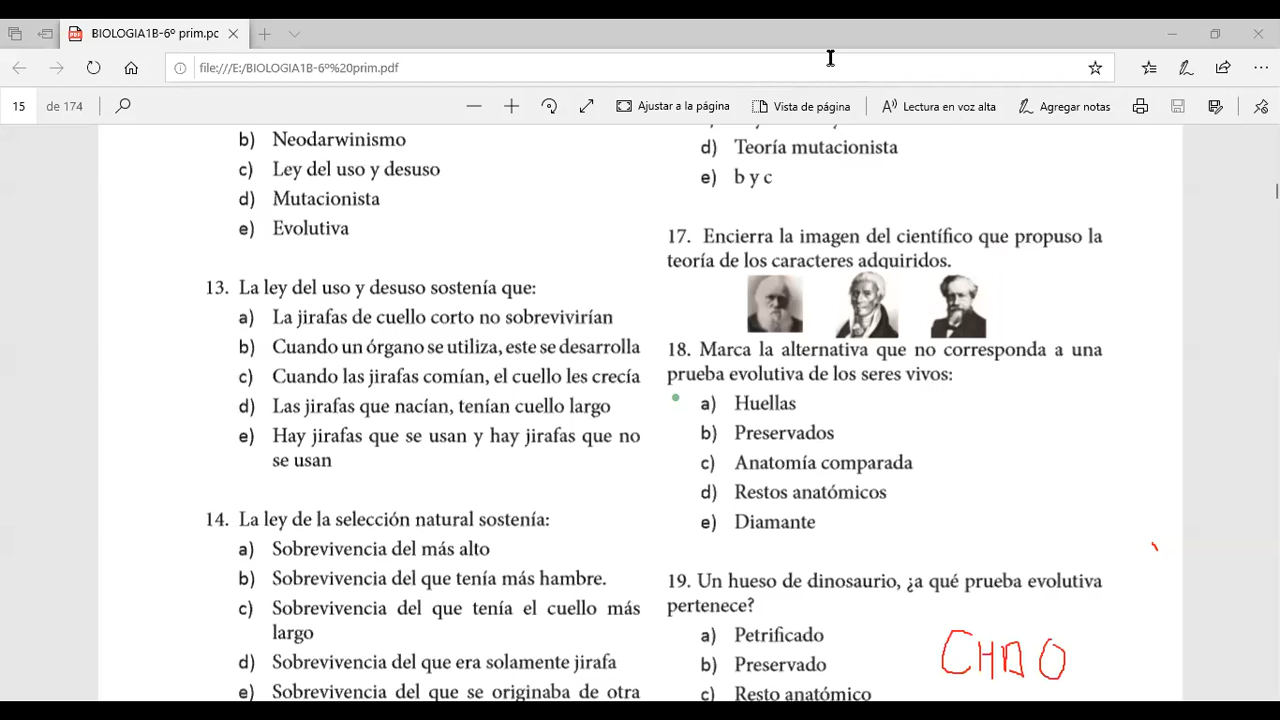 BIOLOGIA1B-6º prim.pc
file:///E:/BIOLOGIA1B-6º%20prim.pdf
15 de 174
Ajustar a la página
Vista de página
Lectura en voz alta
Agregar notas
b) Neodarwinismo
c) Ley del uso y desuso
d) Mutacionista
e) Evolutiva
13. La ley del uso y desuso sostenía que:
a) La jirafas de cuello corto no sobrevivirían
b) Cuando un órgano se utiliza, este se desarrolla
c) Cuando las jirafas comían, el cuello les crecía
d) Las jirafas que nacían, tenían cuello largo
e) Hay jirafas que se usan y hay jirafas que no
se usan
14. La ley de la selección natural sostenía:
a) Sobrevivencia del más alto
b) Sobrevivencia del que tenía más hambre.
c) Sobrevivencia del que tenía el cuello más
largo
d) Sobrevivencia del que era solamente jirafa
e) Sobrevivencia del que se originaba de otra
d) Teoría mutacionista
e) b y c
17. Encierra la imagen del científico que propuso la
teoría de los caracteres adquiridos.
18. Marca la alternativa que no corresponda a una
prueba evolutiva de los seres vivos:
a) Huellas
b) Preservados
c) Anatomía comparada
d) Restos anatómicos
e) Diamante
19. Un hueso de dinosaurio, ¿a qué prueba evolutiva
pertenece?
a) Petrificado
b) Preservado
c) Resto anatómico